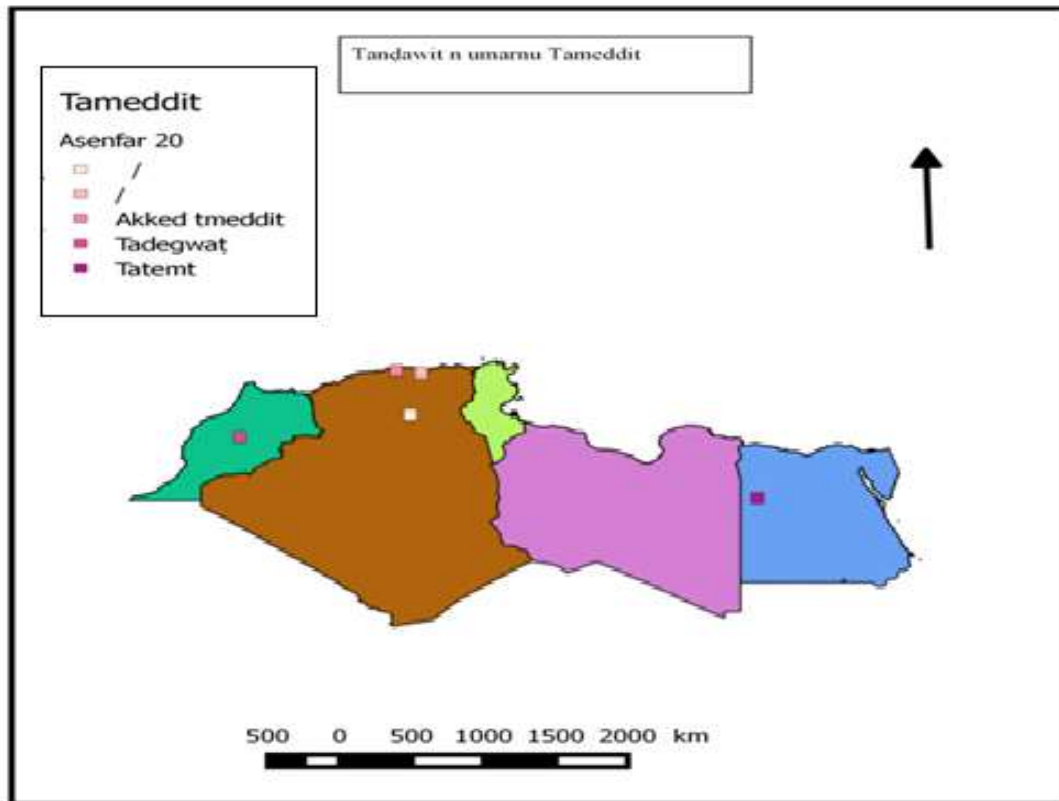 Tanḍawit n umarnu Tameddit
Tameddit
Asenfar 20
/
/
Akked tmeddit
Tadegwaṭ
Tatemt
500 0 500 1000 1500 2000 km